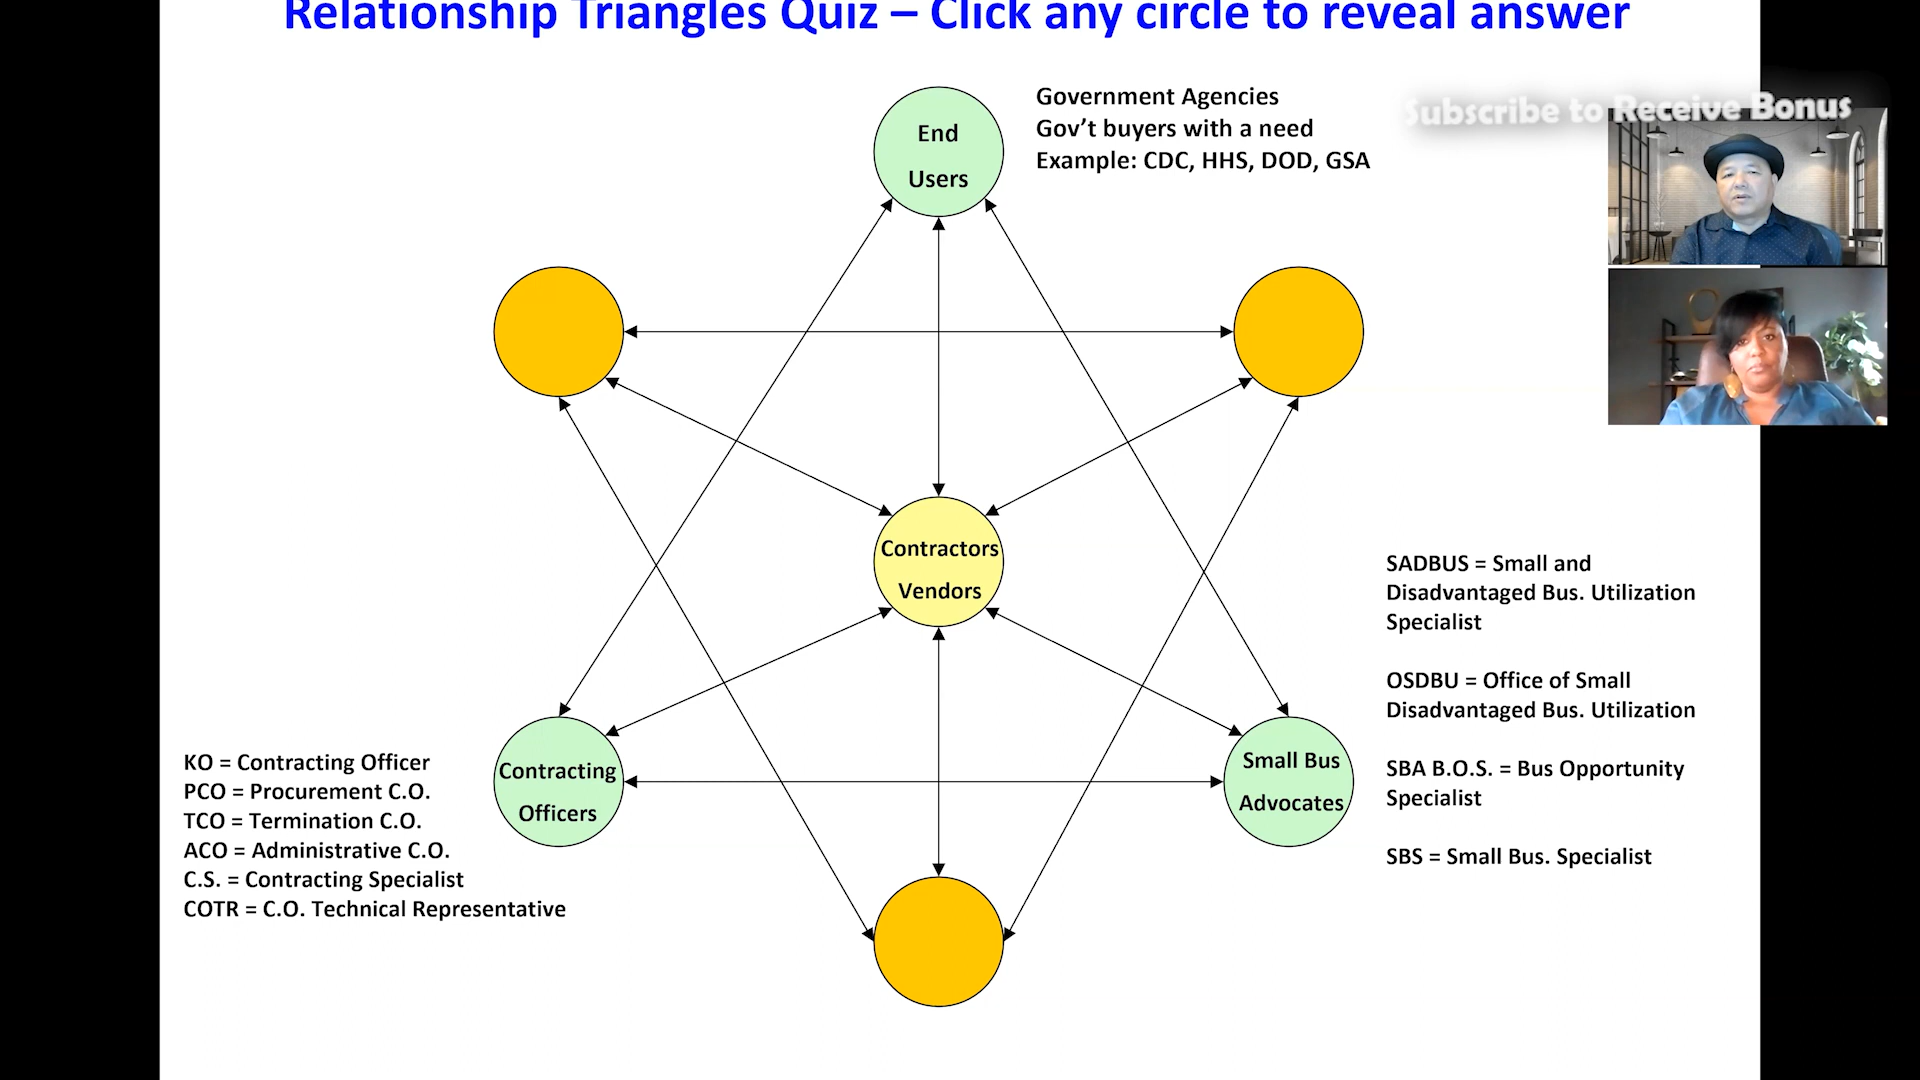 Relationship Triangles Quiz – Click any circle to reveal answer
Subscribe to Receive Bonus
End
Users
Government Agencies
Gov’t buyers with a need
Example: CDC, HHS, DOD, GSA
Contractors
Vendors
SADBUS = Small and
Disadvantaged Bus. Utilization
Specialist
OSDBU = Office of Small
Disadvantaged Bus. Utilization
SBA B.O.S. = Bus Opportunity
Specialist
SBS = Small Bus. Specialist
KO = Contracting Officer
PCO = Procurement C.O.
TCO = Termination C.O.
ACO = Administrative C.O.
C.S. = Contracting Specialist
COTR = C.O. Technical Representative
Contracting
Officers
Small Bus
Advocates